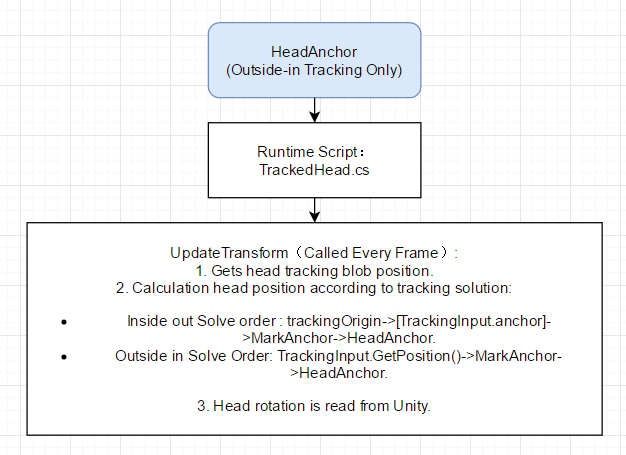 HeadAnchor
(Outside-in Tracking Only)
Runtime Script：
TrackedHead.cs
UpdateTransform（Called Every Frame）:
1. Gets head tracking blob position.
2. Calculation head position according to tracking solution:
• Inside out Solve order : trackingOrigin->[TrackingInput.anchor]-
>MarkAnchor->HeadAnchor.
• Outside in Solve Order: TrackingInput.GetPosition()->MarkAnchor-
>HeadAnchor.
3. Head rotation is read from Unity.